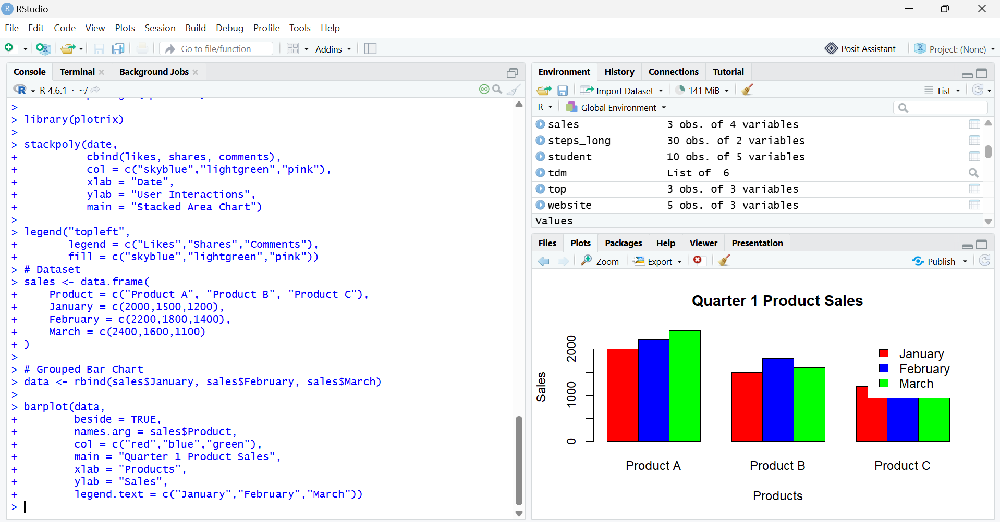 RStudio
File Edit Code View Plots Session Build Debug Profile Tools Help
Go to file/function Addins Posit Assistant Project: (None)
Console Terminal Background Jobs
R 4.6.1 · ~/
>
> library(plotrix)
>
> stackpoly(date,
+           cbind(likes, shares, comments),
+           col = c("skyblue","lightgreen","pink"),
+           xlab = "Date",
+           ylab = "User Interactions",
+           main = "Stacked Area Chart")
>
> legend("topleft",
+        legend = c("Likes","Shares","Comments"),
+        fill = c("skyblue","lightgreen","pink"))
> # Dataset
> sales <- data.frame(
+     Product = c("Product A", "Product B", "Product C"),
+     January = c(2000,1500,1200),
+     February = c(2200,1800,1400),
+     March = c(2400,1600,1100)
+ )
>
> # Grouped Bar Chart
> data <- rbind(sales$January, sales$February, sales$March)
>
> barplot(data,
+         beside = TRUE,
+         names.arg = sales$Product,
+         col = c("red","blue","green"),
+         main = "Quarter 1 Product Sales",
+         xlab = "Products",
+         ylab = "Sales",
+         legend.text = c("January","February","March"))
>
Environment History Connections Tutorial
Import Dataset 141 MiB List
R Global Environment
sales 3 obs. of 4 variables
steps_long 30 obs. of 2 variables
student 10 obs. of 5 variables
tdm List of  6
top 3 obs. of 3 variables
website 5 obs. of 3 variables
Values
Files Plots Packages Help Viewer Presentation
Zoom Export Publish
Quarter 1 Product Sales
Sales
2000
1000
0
January
February
March
Product A Product B Product C
Products